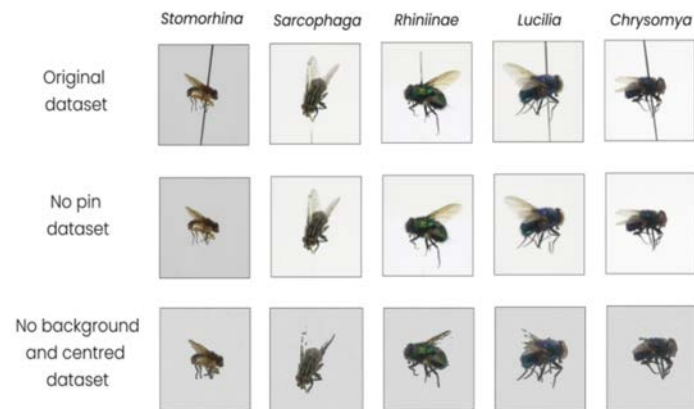 Stomorhina Sarcophaga Rhiniinae Lucilia Chrysomya
Original
dataset
No pin
dataset
No background
and centred
dataset